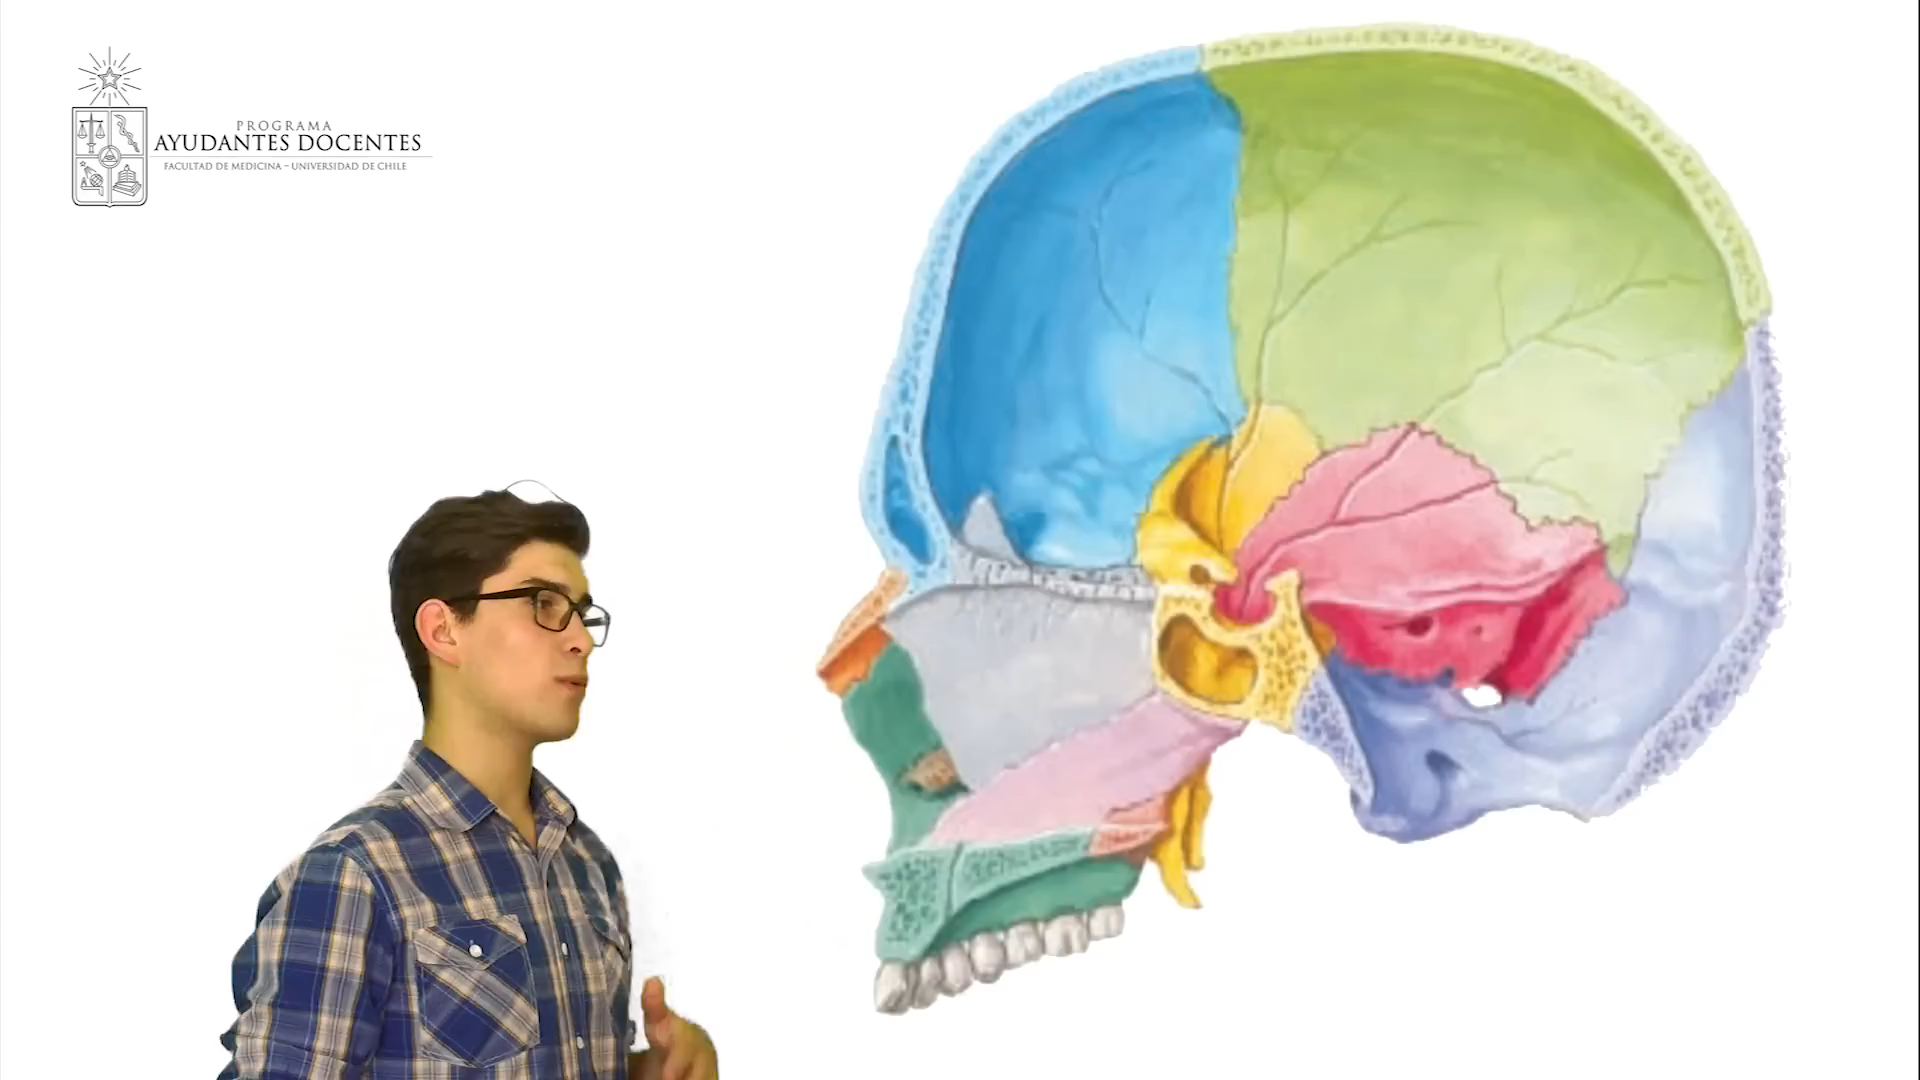 PROGRAMA
AYUDANTES DOCENTES
FACULTAD DE MEDICINA – UNIVERSIDAD DE CHILE